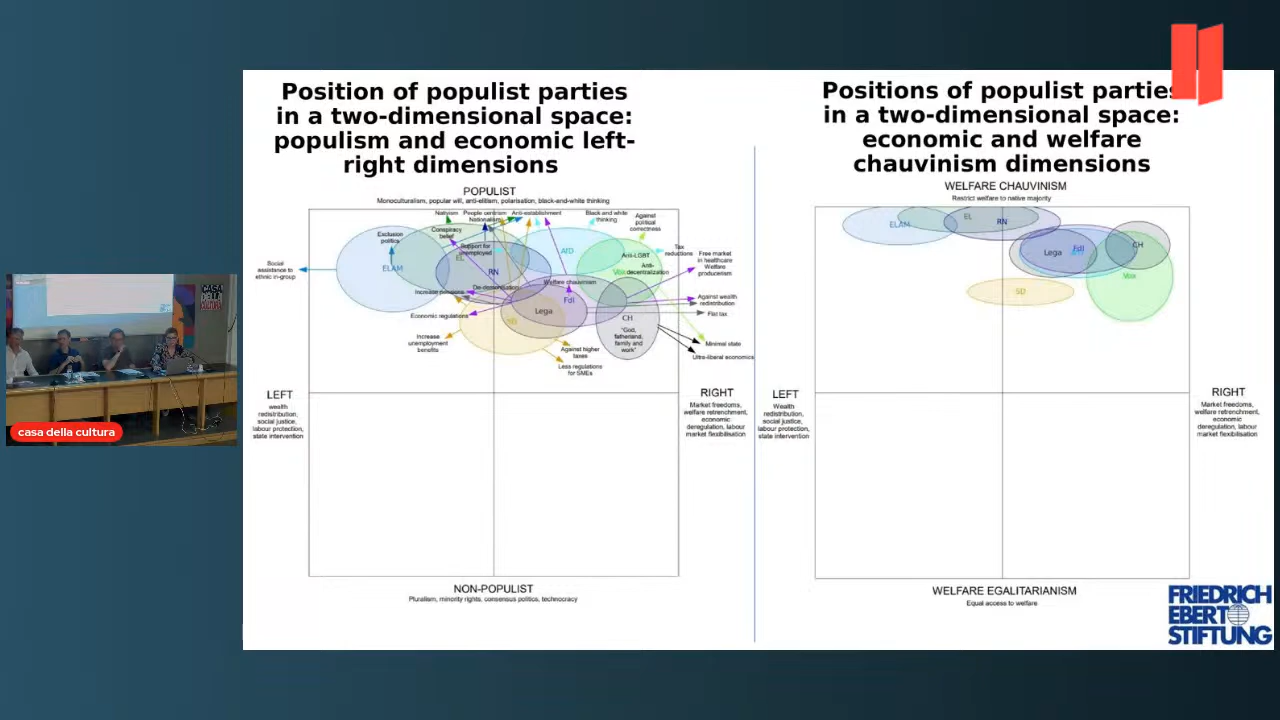 Position of populist parties
in a two-dimensional space:
populism and economic left-
right dimensions
POPULIST
Monoculturalism, popular will, anti-elitism, polarisation, black-and-white thinking
Nativism
People centrism
Nationalism
Anti-establishment
Black and white
thinking
Against
political
correctness
Conspiracy
belief
Exclusion
politics
Support for
unemployed
EL
AfD
Anti-LGBT
Tax
reductions
Free market
in healthcare
Welfare
producerism
Social
assistance to
ethnic in-group
ELAM
RN
Vox
Anti-
decentralization
Welfare chauvinism
Increase pensions
De-demonisation
FdI
Against wealth
redistribution
Lega
Flat tax
Economic regulations
SD
CH
"God,
fatherland,
family and
work"
Increase
unemployment
benefits
Against higher
taxes
Less regulations
for SMEs
Minimal state
Ultra-liberal economics
LEFT
wealth
redistribution,
social justice,
labour protection,
state intervention
RIGHT
Market freedoms,
welfare retrenchment,
economic
deregulation, labour
market flexibilisation
NON-POPULIST
Pluralism, minority rights, consensus politics, technocracy
Positions of populist parties
in a two-dimensional space:
economic and welfare
chauvinism dimensions
WELFARE CHAUVINISM
Restrict welfare to native majority
ELAM
EL
RN
Lega
FdI
CH
Vox
SD
LEFT
Wealth
redistribution,
social justice,
labour protection,
state intervention
RIGHT
Market freedoms,
welfare retrenchment,
economic
deregulation, labour
market flexibilisation
WELFARE EGALITARIANISM
Equal access to welfare
FRIEDRICH
EBERT
STIFTUNG
CASA
DELLA
casa della cultura